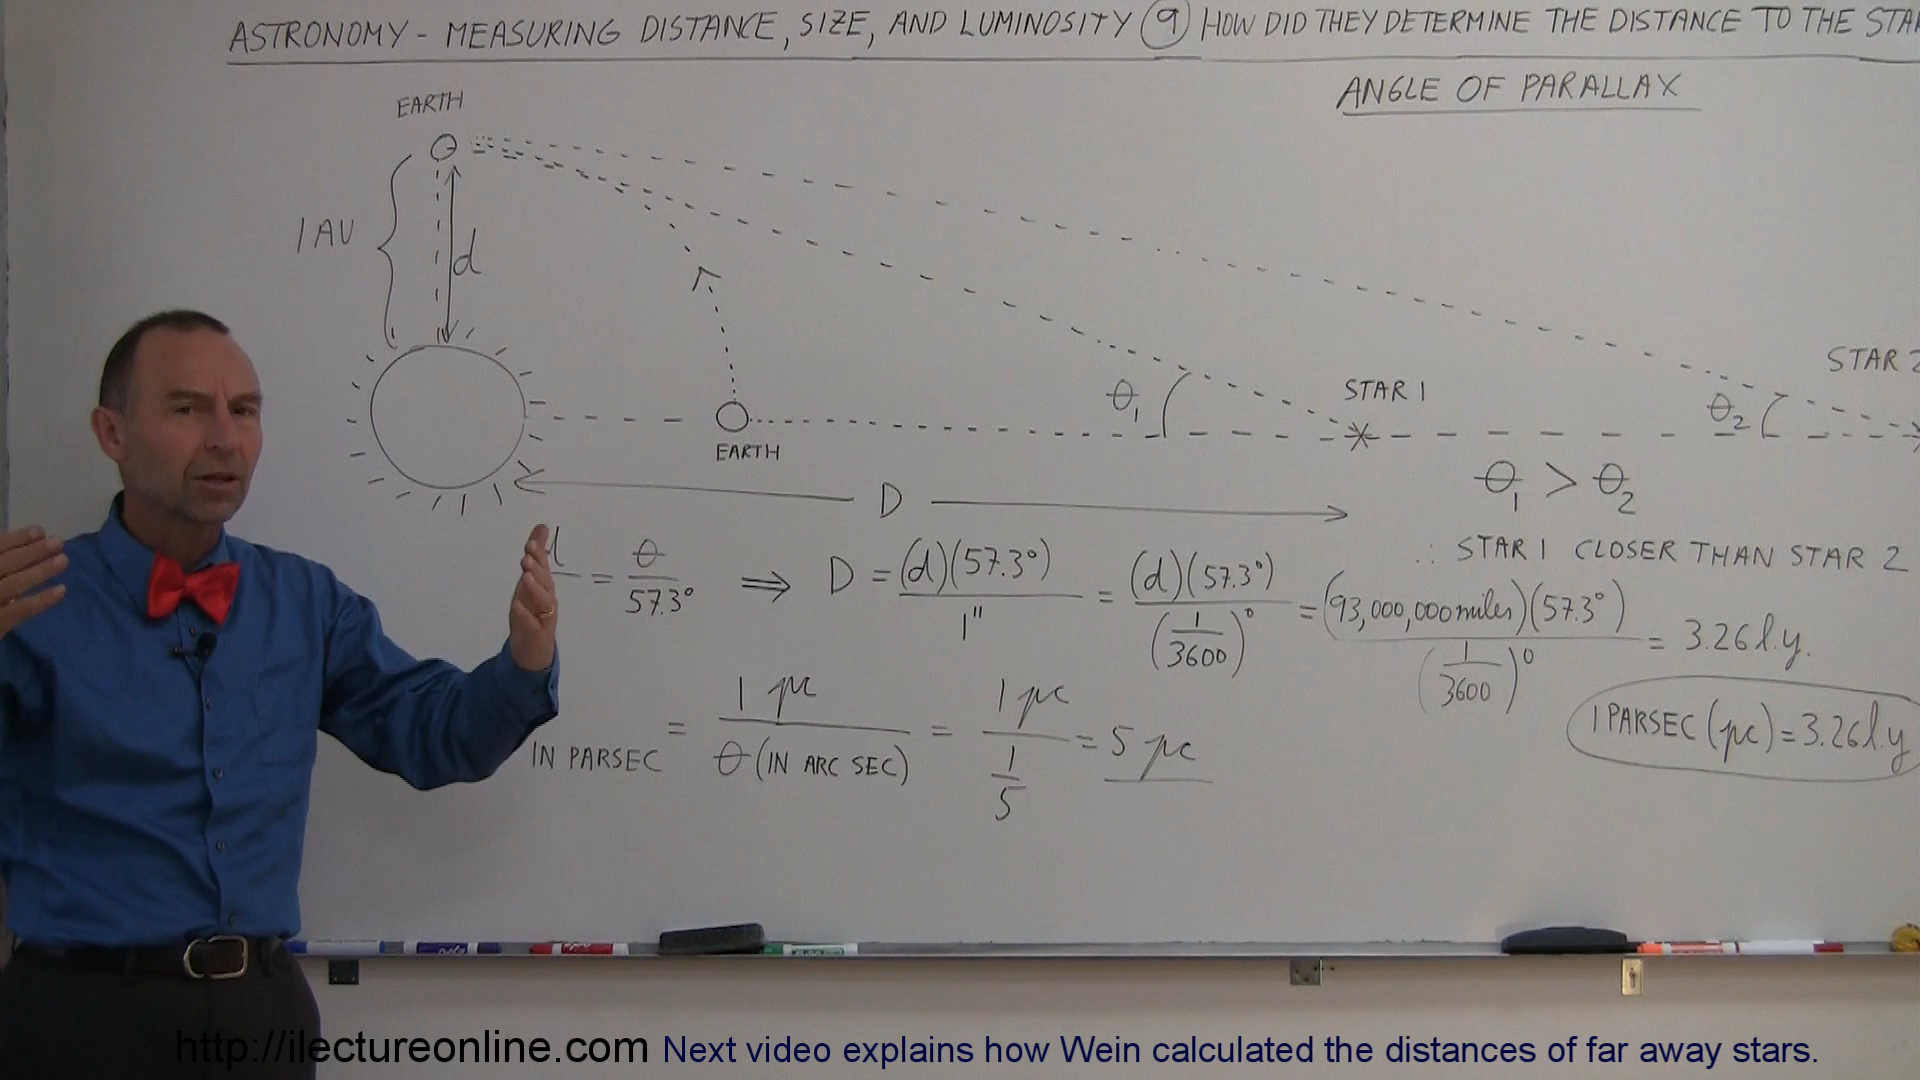 ASTRONOMY - MEASURING DISTANCE, SIZE, AND LUMINOSITY (9) HOW DID THEY DETERMINE THE DISTANCE TO THE STAR
ANGLE OF PARALLAX
EARTH
1 AU
d
STAR 2
STAR 1
θ₁
θ₂
EARTH
θ₁ > θ₂
D
∴ STAR 1 CLOSER THAN STAR 2
= θ/57.3° ⇒ D = (d)(57.3°)/1" = (d)(57.3°)/(1/3600)° = (93,000,000 miles)(57.3°)/(1/3600)° = 3.26 l.y.
IN PARSEC = 1 pc/θ (IN ARC SEC) = 1 pc/(1/5) = 5 pc
1 PARSEC (pc) = 3.26 l.y
http://ilectureonline.com Next video explains how Wein calculated the distances of far away stars.